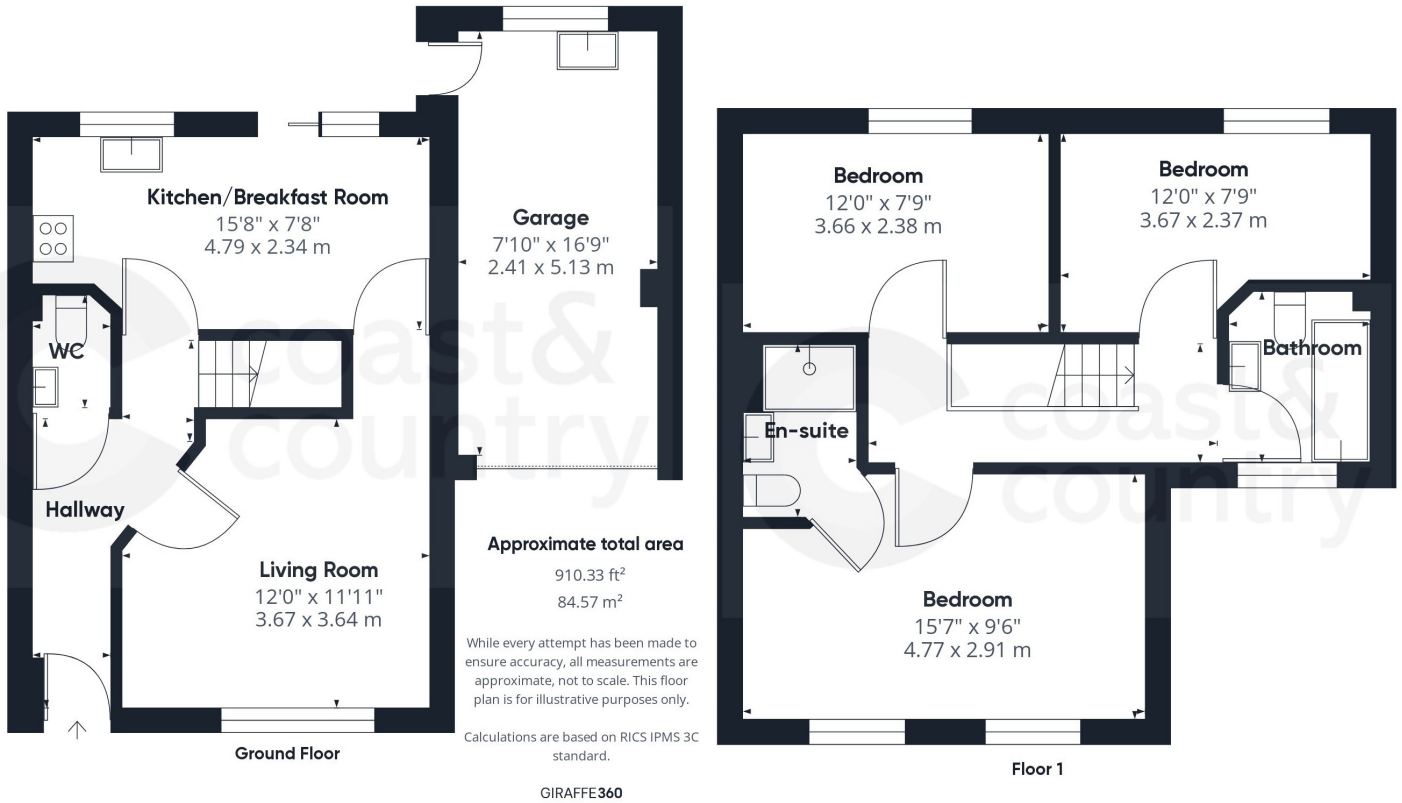 Kitchen/Breakfast Room
15'8" x 7'8"
4.79 x 2.34 m
Garage
7'10" x 16'9"
2.41 x 5.13 m
WC
Hallway
Living Room
12'0" x 11'11"
3.67 x 3.64 m
Ground Floor
Approximate total area
910.33 ft²
84.57 m²
While every attempt has been made to
ensure accuracy, all measurements are
approximate, not to scale. This floor
plan is for illustrative purposes only.
Calculations are based on RICS IPMS 3C
standard.
GIRAFFE360
Bedroom
12'0" x 7'9"
3.66 x 2.38 m
Bedroom
12'0" x 7'9"
3.67 x 2.37 m
Bathroom
En-suite
Bedroom
15'7" x 9'6"
4.77 x 2.91 m
Floor 1
coast&
country
coast&
country